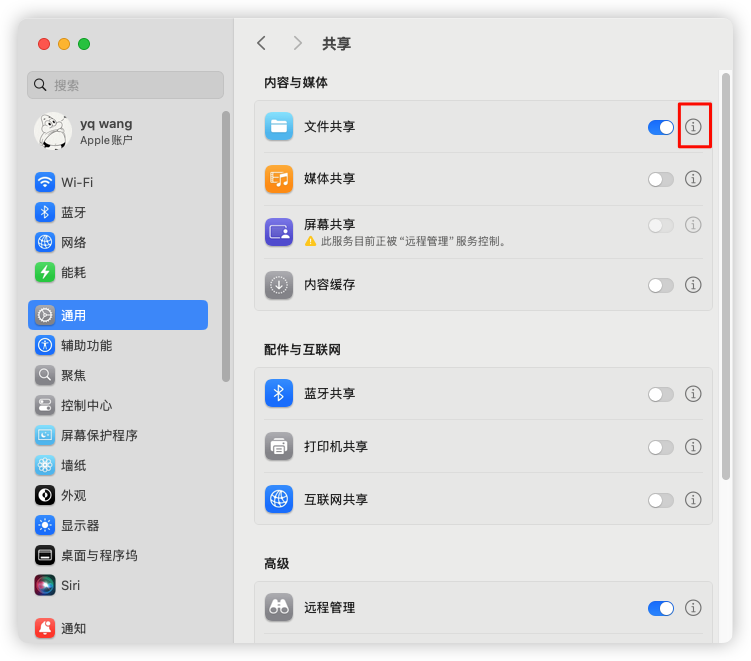 共享
搜索
yq wang
Apple账户
Wi-Fi
蓝牙
网络
能耗
通用
辅助功能
聚焦
控制中心
屏幕保护程序
墙纸
外观
显示器
桌面与程序坞
Siri
通知
内容与媒体
文件共享
媒体共享
屏幕共享
此服务目前正被“远程管理”服务控制。
内容缓存
配件与互联网
蓝牙共享
打印机共享
互联网共享
高级
远程管理